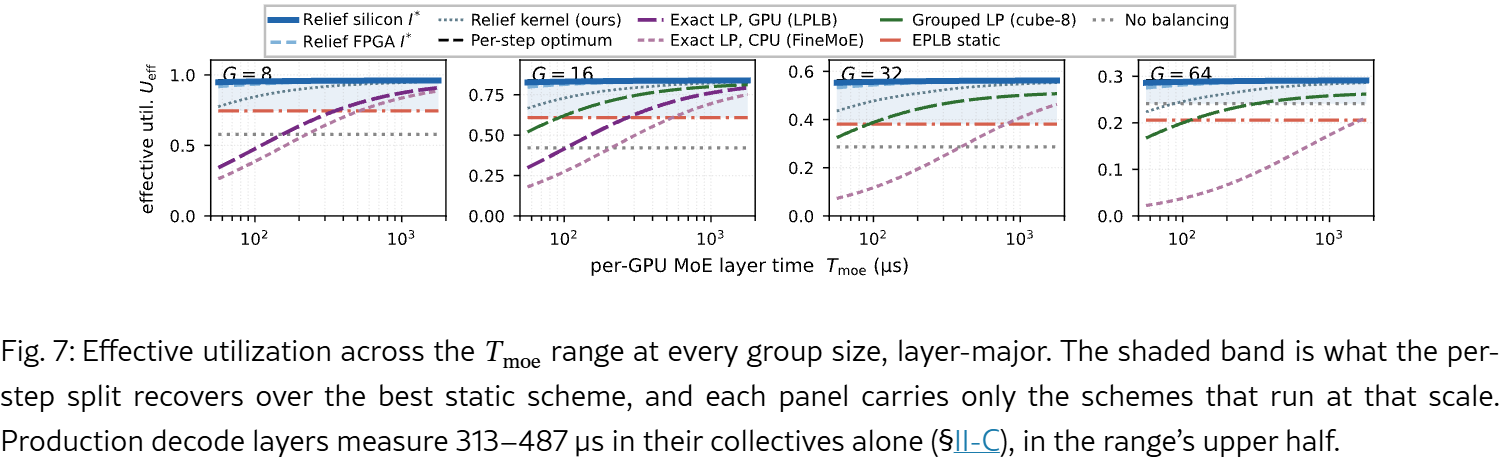 Relief silicon I* Relief kernel (ours) Exact LP, GPU (LPLB) Grouped LP (cube-8) No balancing
Relief FPGA I* Per-step optimum Exact LP, CPU (FineMoE) EPLB static
G = 8 G = 16 G = 32 G = 64
effective util. U_eff
1.0
0.5
0.0
0.75
0.50
0.25
0.00
0.6
0.4
0.2
0.0
0.3
0.2
0.1
0.0
10² 10³ 10² 10³ 10² 10³ 10² 10³
per-GPU MoE layer time T_moe (µs)
Fig. 7: Effective utilization across the T_moe range at every group size, layer-major. The shaded band is what the per-
step split recovers over the best static scheme, and each panel carries only the schemes that run at that scale.
Production decode layers measure 313–487 µs in their collectives alone (§II-C), in the range's upper half.